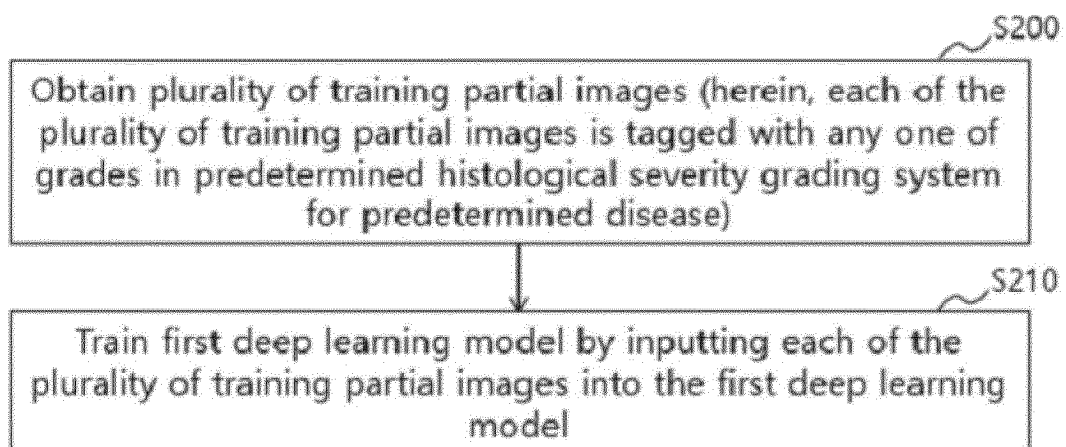 S200
Obtain plurality of training partial images (herein, each of the
plurality of training partial images is tagged with any one of
grades in predetermined histological severity grading system
for predetermined disease)
S210
Train first deep learning model by inputting each of the
plurality of training partial images into the first deep learning
model